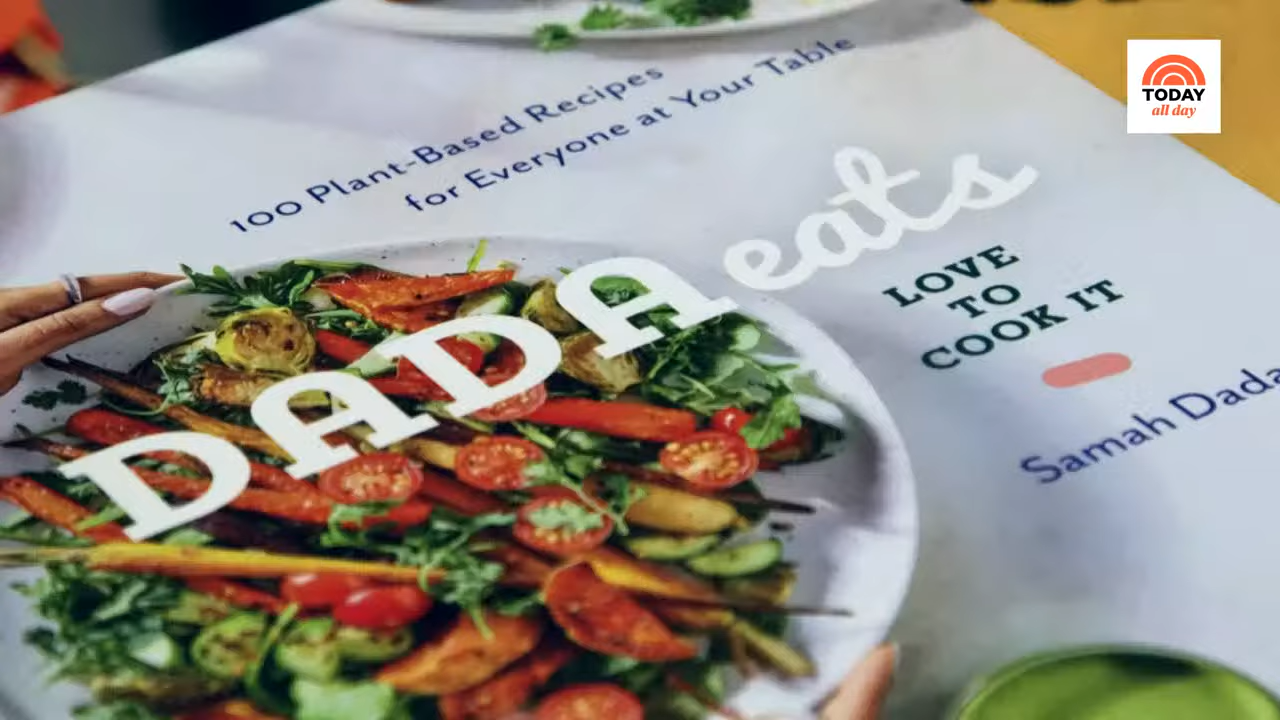 100 Plant-Based Recipes
for Everyone at Your Table
DADA eats
LOVE
TO
COOK IT
Samah Dada
TODAY
all day